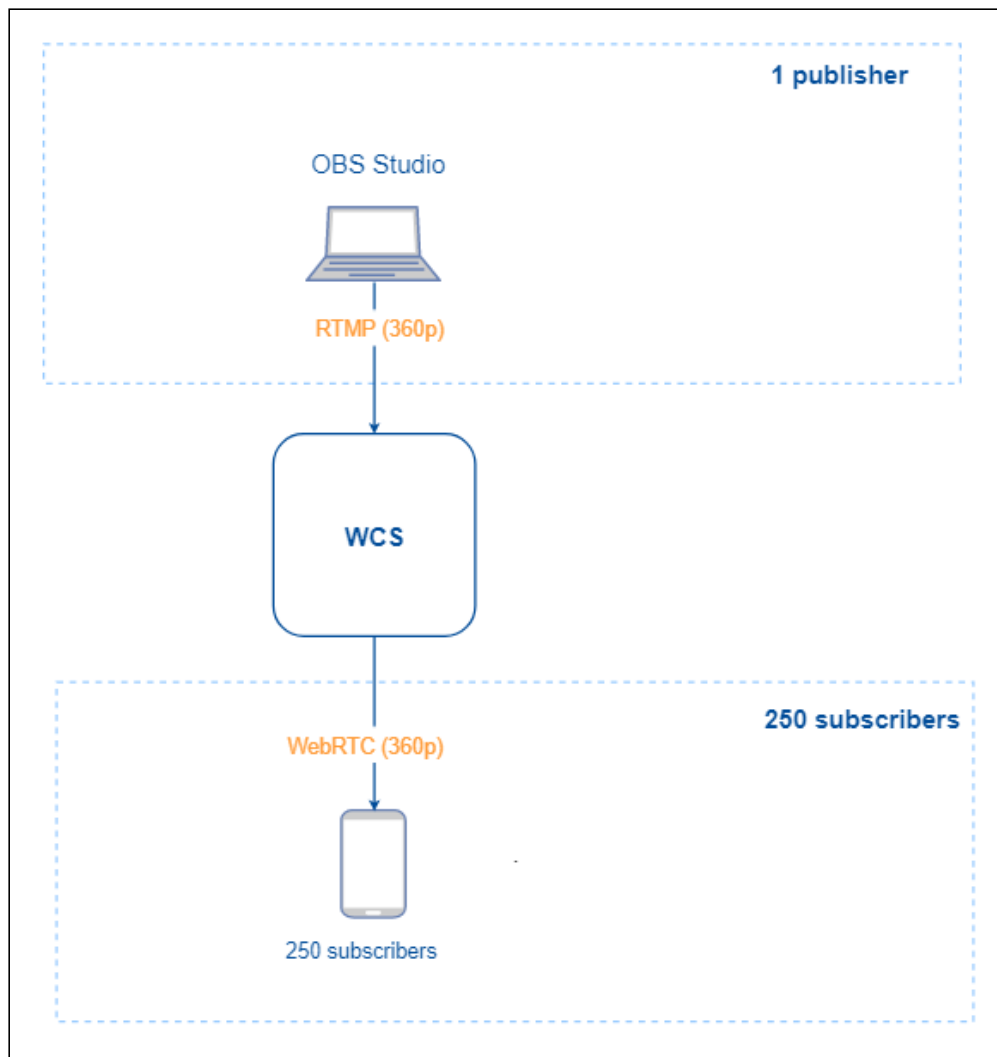 1 publisher
OBS Studio
RTMP (360p)
WCS
250 subscribers
WebRTC (360p)
250 subscribers